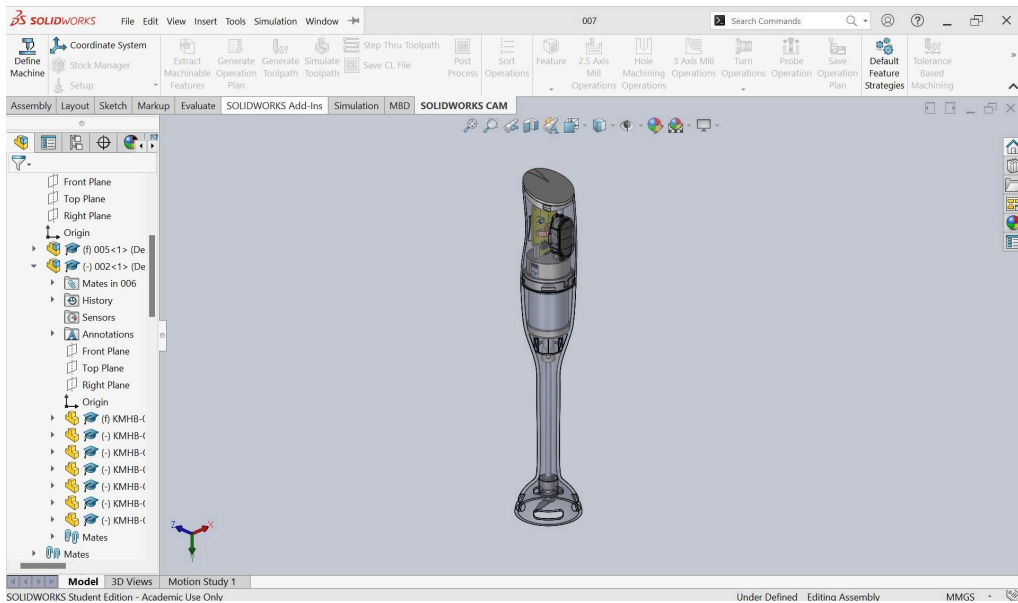 SOLIDWORKS File Edit View Insert Tools Simulation Window 007 Search Commands
Define Machine
Coordinate System
Stock Manager
Setup
Extract Machinable Features
Generate Operation Plan
Generate Toolpath
Simulate Toolpath
Step Thru Toolpath
Save CL File
Post Process
Sort Operations
Feature
2.5 Axis Mill Operations
Hole Machining Operations
3 Axis Mill Operations
Turn Operations
Probe Operation
Save Operation Plan
Default Feature Strategies
Tolerance Based Machining
Assembly Layout Sketch Markup Evaluate SOLIDWORKS Add-Ins Simulation MBD SOLIDWORKS CAM
Front Plane
Top Plane
Right Plane
Origin
(f) 005<1> (De
(-) 002<1> (De
Mates in 006
History
Sensors
Annotations
Front Plane
Top Plane
Right Plane
Origin
(f) KMHB-(
(-) KMHB-(
(-) KMHB-(
(-) KMHB-(
(-) KMHB-(
(-) KMHB-(
(-) KMHB-(
Mates
Mates
Z X
Y
Model 3D Views Motion Study 1
SOLIDWORKS Student Edition - Academic Use Only Under Defined Editing Assembly MMGS